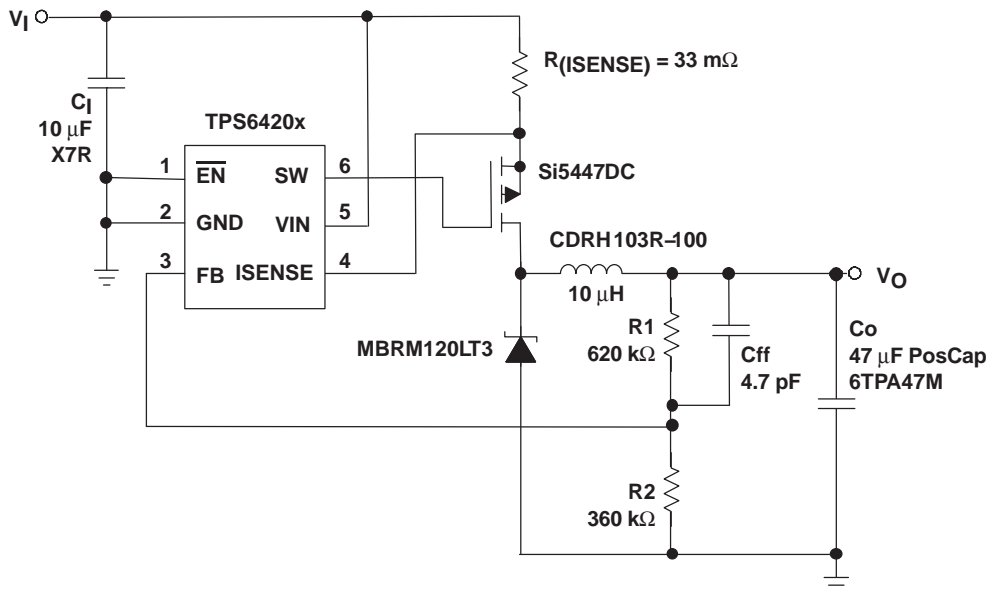 VI
R(ISENSE) = 33 mΩ
CI
10 μF
X7R
TPS6420x
1
EN
SW
6
Si5447DC
2
GND
VIN
5
3
FB
ISENSE
4
CDRH103R–100
10 μH
VO
MBRM120LT3
R1
620 kΩ
Cff
4.7 pF
Co
47 μF PosCap
6TPA47M
R2
360 kΩ